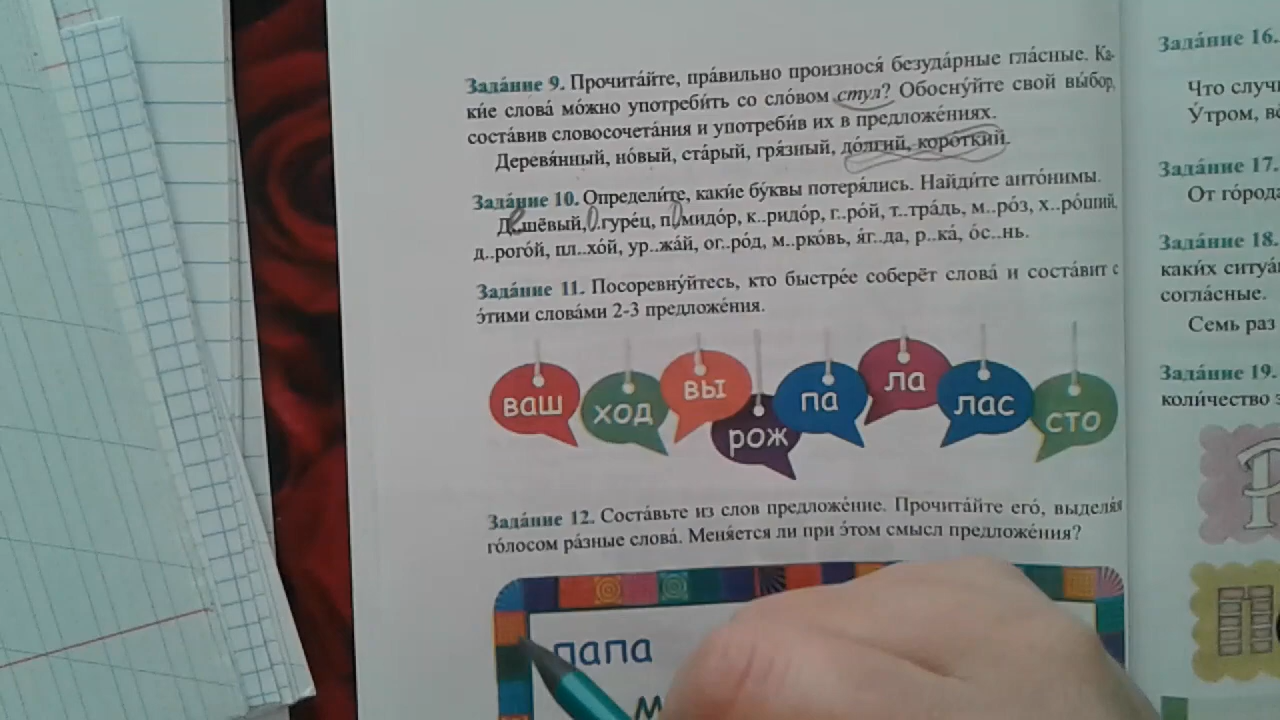 Зада́ние 9. Прочита́йте, пра́вильно произнося́ безуда́рные гла́сные. Ка-
ки́е слова́ мо́жно употреби́ть со сло́вом стул? Обосну́йте свой вы́бор,
соста́вив словосочета́ния и употреби́в их в предложе́ниях.
Деревя́нный, но́вый, ста́рый, гря́зный, до́лгий, коро́ткий.
Зада́ние 10. Определи́те, каки́е бу́квы потеря́лись. Найди́те анто́нимы.
Д..шёвый, о.гуре́ц, помидо́р, к..ридо́р, г..ро́й, т..тра́дь, м..ро́з, х..ро́ший,
д..рого́й, пл..хо́й, ур..жа́й, ог..ро́д, м..рко́вь, я́г..да, р..ка́, о́с..нь.
Зада́ние 11. Посоревну́йтесь, кто быстре́е соберёт слова́ и соста́вит с
э́тими слова́ми 2-3 предложе́ния.
ваш ход вы рож па ла лас сто
Зада́ние 12. Соста́вьте из слов предложе́ние. Прочита́йте его́, выделя́я
го́лосом ра́зные слова́. Меня́ется ли при э́том смысл предложе́ния?
папа
м
Зада́ние 16.
Что случ
У́тром, в
Зада́ние 17.
От го́род
Зада́ние 18.
каки́х ситуа́
согла́сные.
Семь раз
Зада́ние 19.
коли́чество